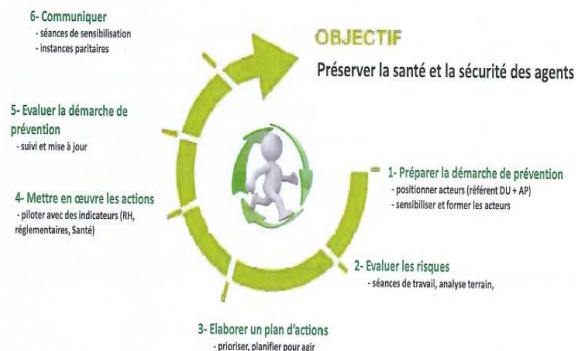 OBJECTIF
Préserver la santé et la sécurité des agents
1- Préparer la démarche de prévention
- positionner acteurs (référent DU + AP)
- sensibiliser et former les acteurs
2- Evaluer les risques
- séances de travail, analyse terrain,
3- Elaborer un plan d'actions
- prioriser, planifier pour agir
4- Mettre en œuvre les actions
- piloter avec des indicateurs (RH,
réglementaires, Santé)
5- Evaluer la démarche de
prévention
- suivi et mise à jour
6- Communiquer
- séances de sensibilisation
- instances paritaires